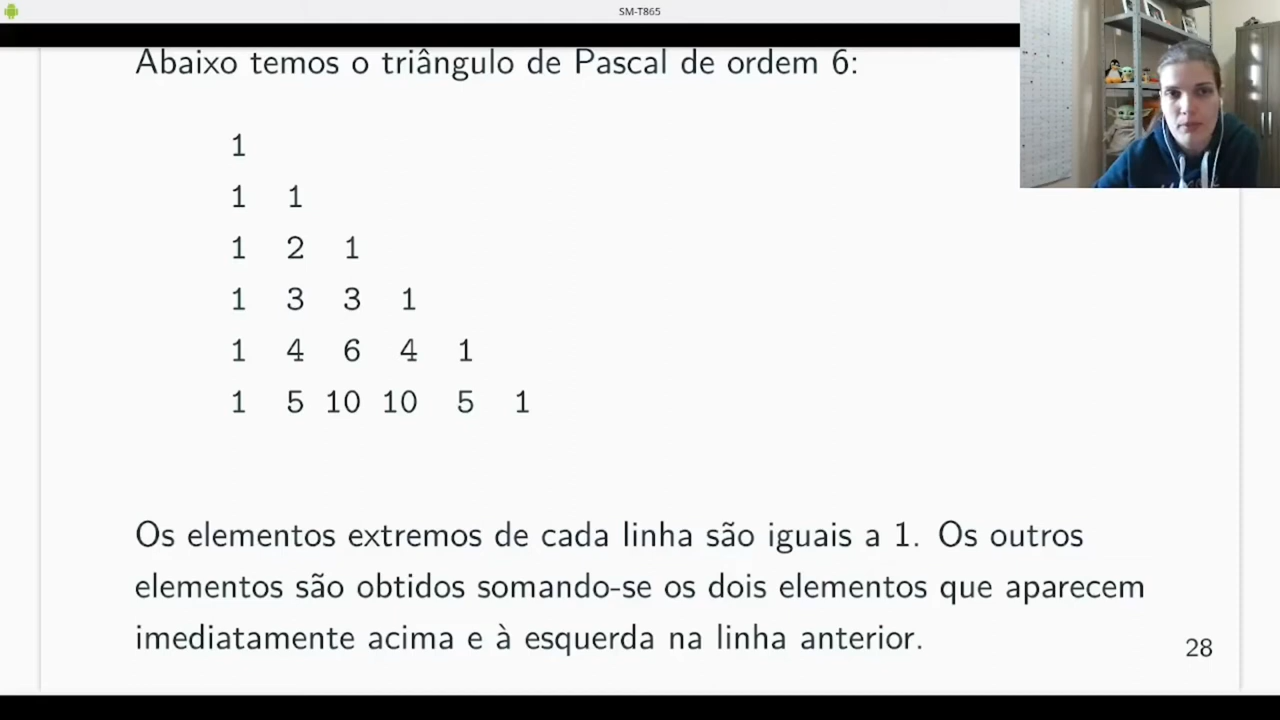 SM-T865
Abaixo temos o triângulo de Pascal de ordem 6:
1
1 1
1 2 1
1 3 3 1
1 4 6 4 1
1 5 10 10 5 1
Os elementos extremos de cada linha são iguais a 1. Os outros
elementos são obtidos somando-se os dois elementos que aparecem
imediatamente acima e à esquerda na linha anterior.
28